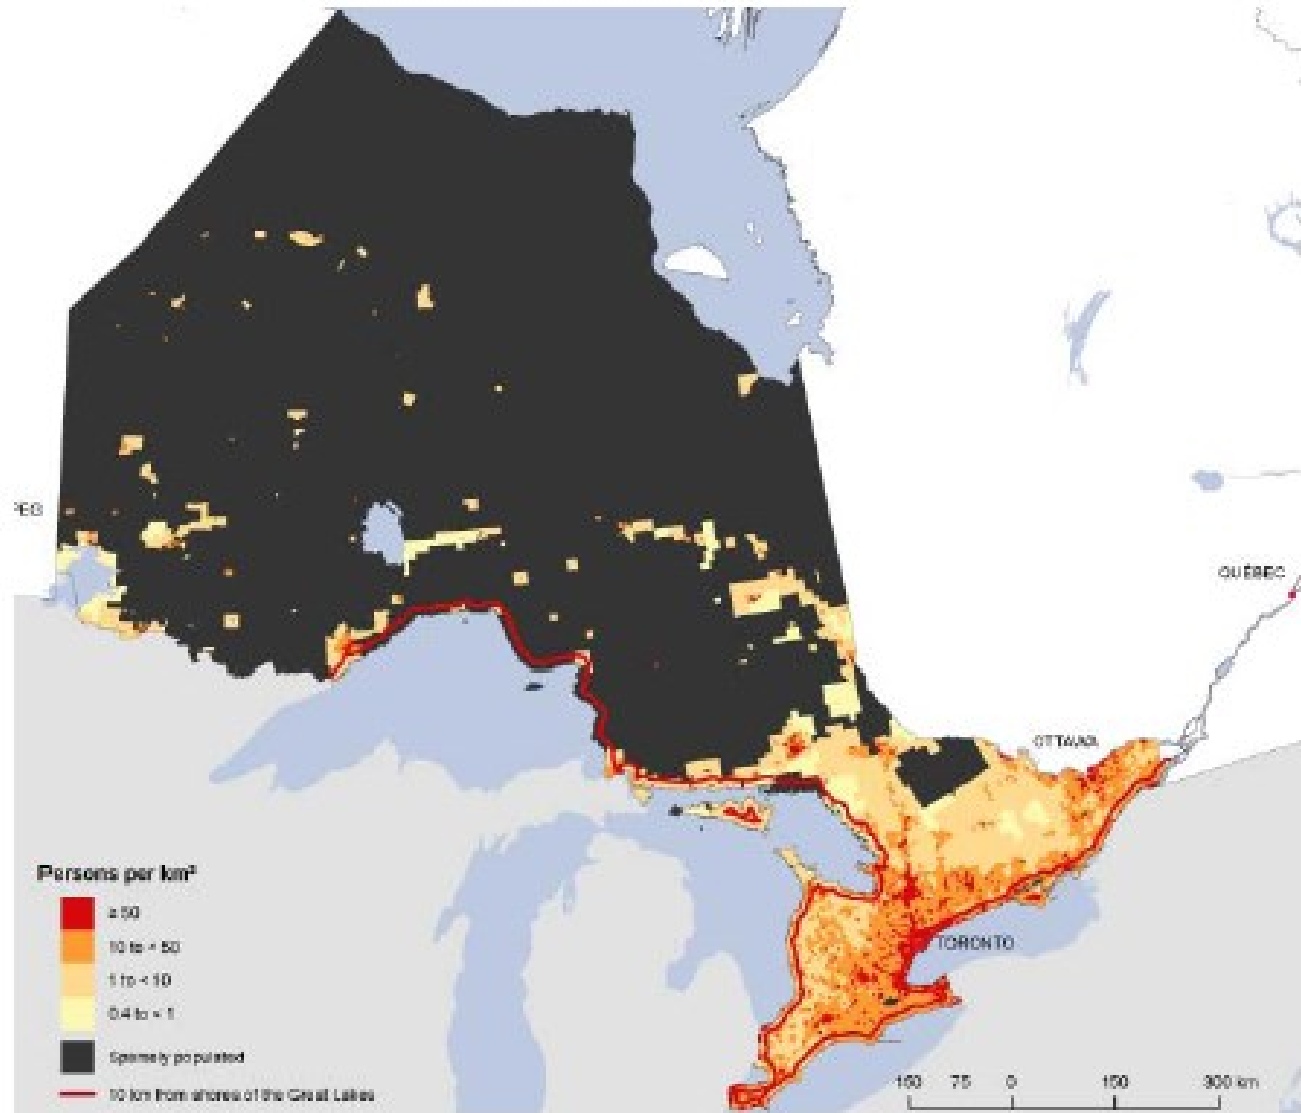 PEG
QUÉBEC
OTTAWA
TORONTO
Persons per km²
≥ 50
10 to < 50
1 to < 10
0.4 to < 1
Sparsely populated
10 km from shores of the Great Lakes
150 75 0 150 300 km